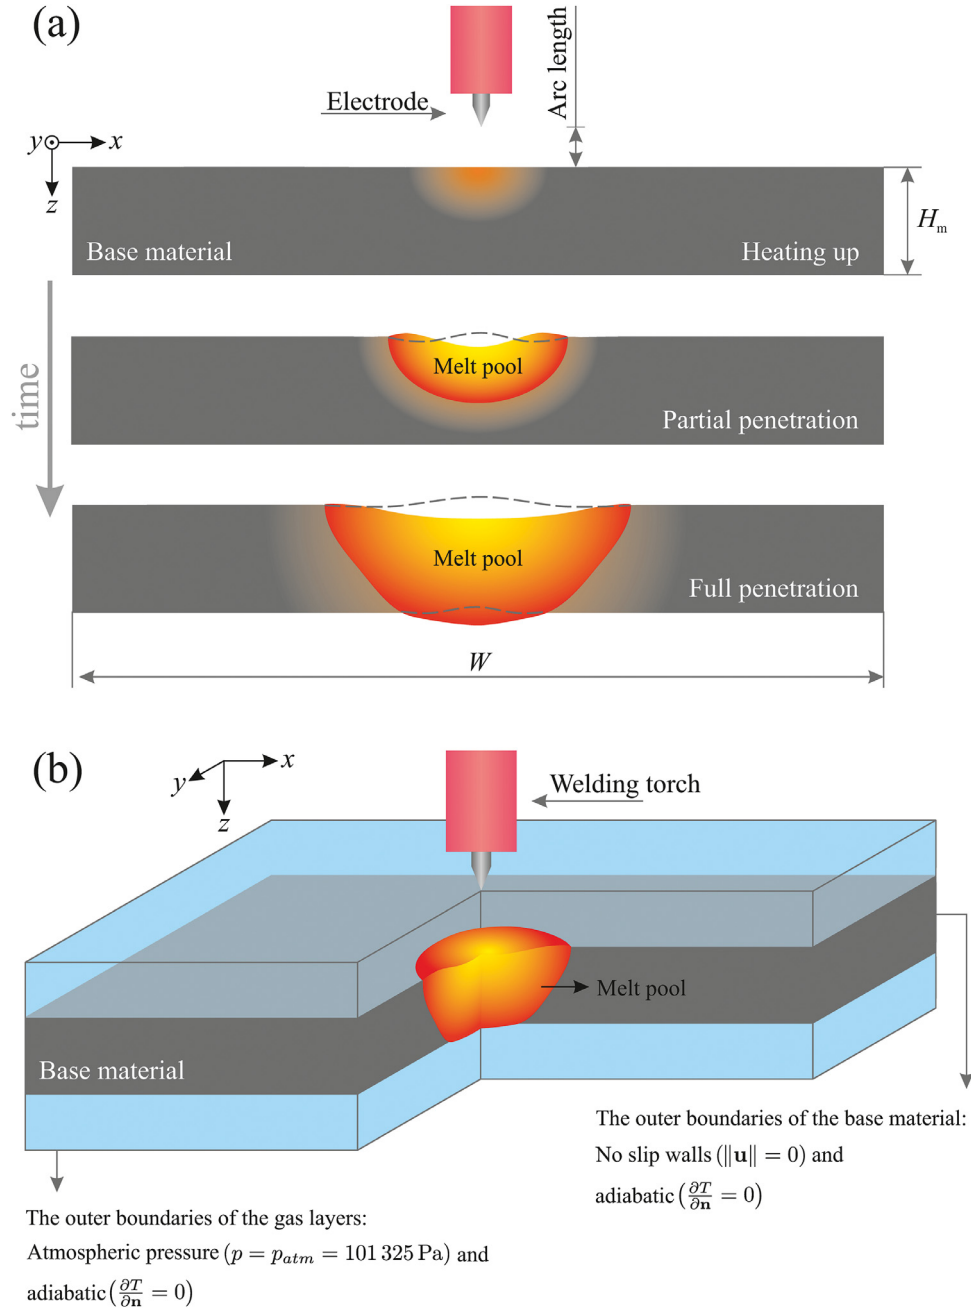 (a)
Electrode
Arc length
y x
z
Base material
Heating up
H_m
time
Melt pool
Partial penetration
Melt pool
Full penetration
W
(b)
x
y
z
Welding torch
Melt pool
Base material
The outer boundaries of the base material:
No slip walls (‖u‖ = 0) and
adiabatic (∂T/∂n = 0)
The outer boundaries of the gas layers:
Atmospheric pressure (p = p_atm = 101 325 Pa) and
adiabatic (∂T/∂n = 0)